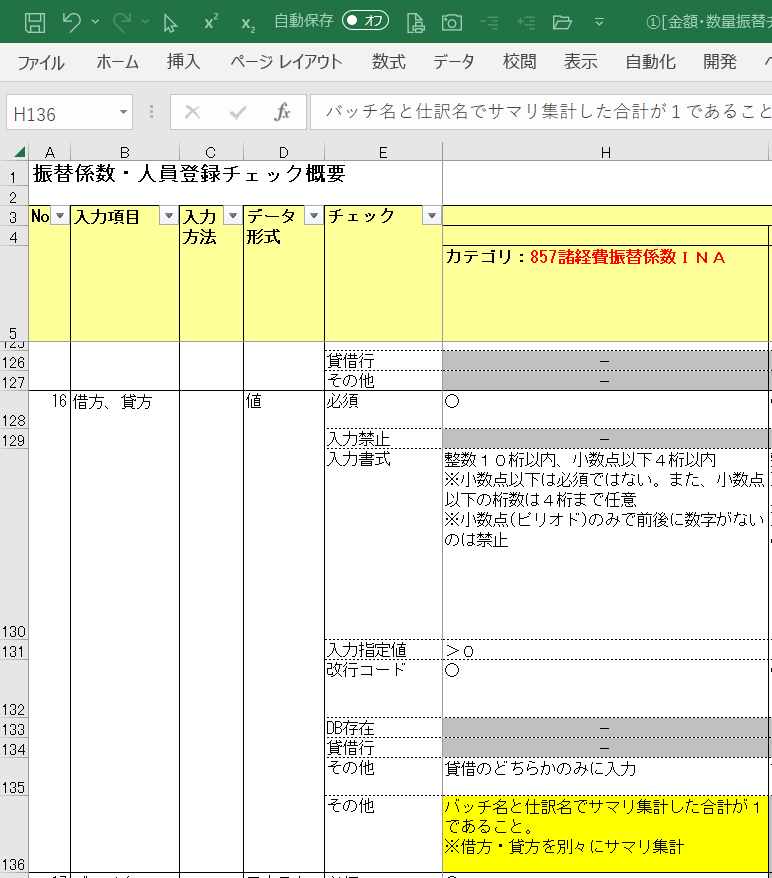 自動保存 オフ ①[金額・数量振替
ファイル ホーム 挿入 ページ レイアウト 数式 データ 校閲 表示 自動化 開発
H136 fx バッチ名と仕訳名でサマリ集計した合計が１であること
A B C D E H
1 振替係数・人員登録チェック概要
2
3 No 入力項目 入力 データ チェック
4 方法 形式
カテゴリ：857諸経費振替係数ＩＮＡ
5
125
126 貸借行 －
127 その他 －
16 借方、貸方 値 必須 ○
128
129 入力禁止 －
入力書式 整数１０桁以内、小数点以下４桁以内
※小数点以下は必須ではない。また、小数点
以下の桁数は４桁まで任意
※小数点(ピリオド)のみで前後に数字がない
のは禁止
130
131 入力指定値 ＞０
改行コード ○
132
133 DB存在 －
134 貸借行 －
その他 貸借のどちらかのみに入力
135
その他 バッチ名と仕訳名でサマリ集計した合計が１
であること。
※借方・貸方を別々にサマリ集計
136